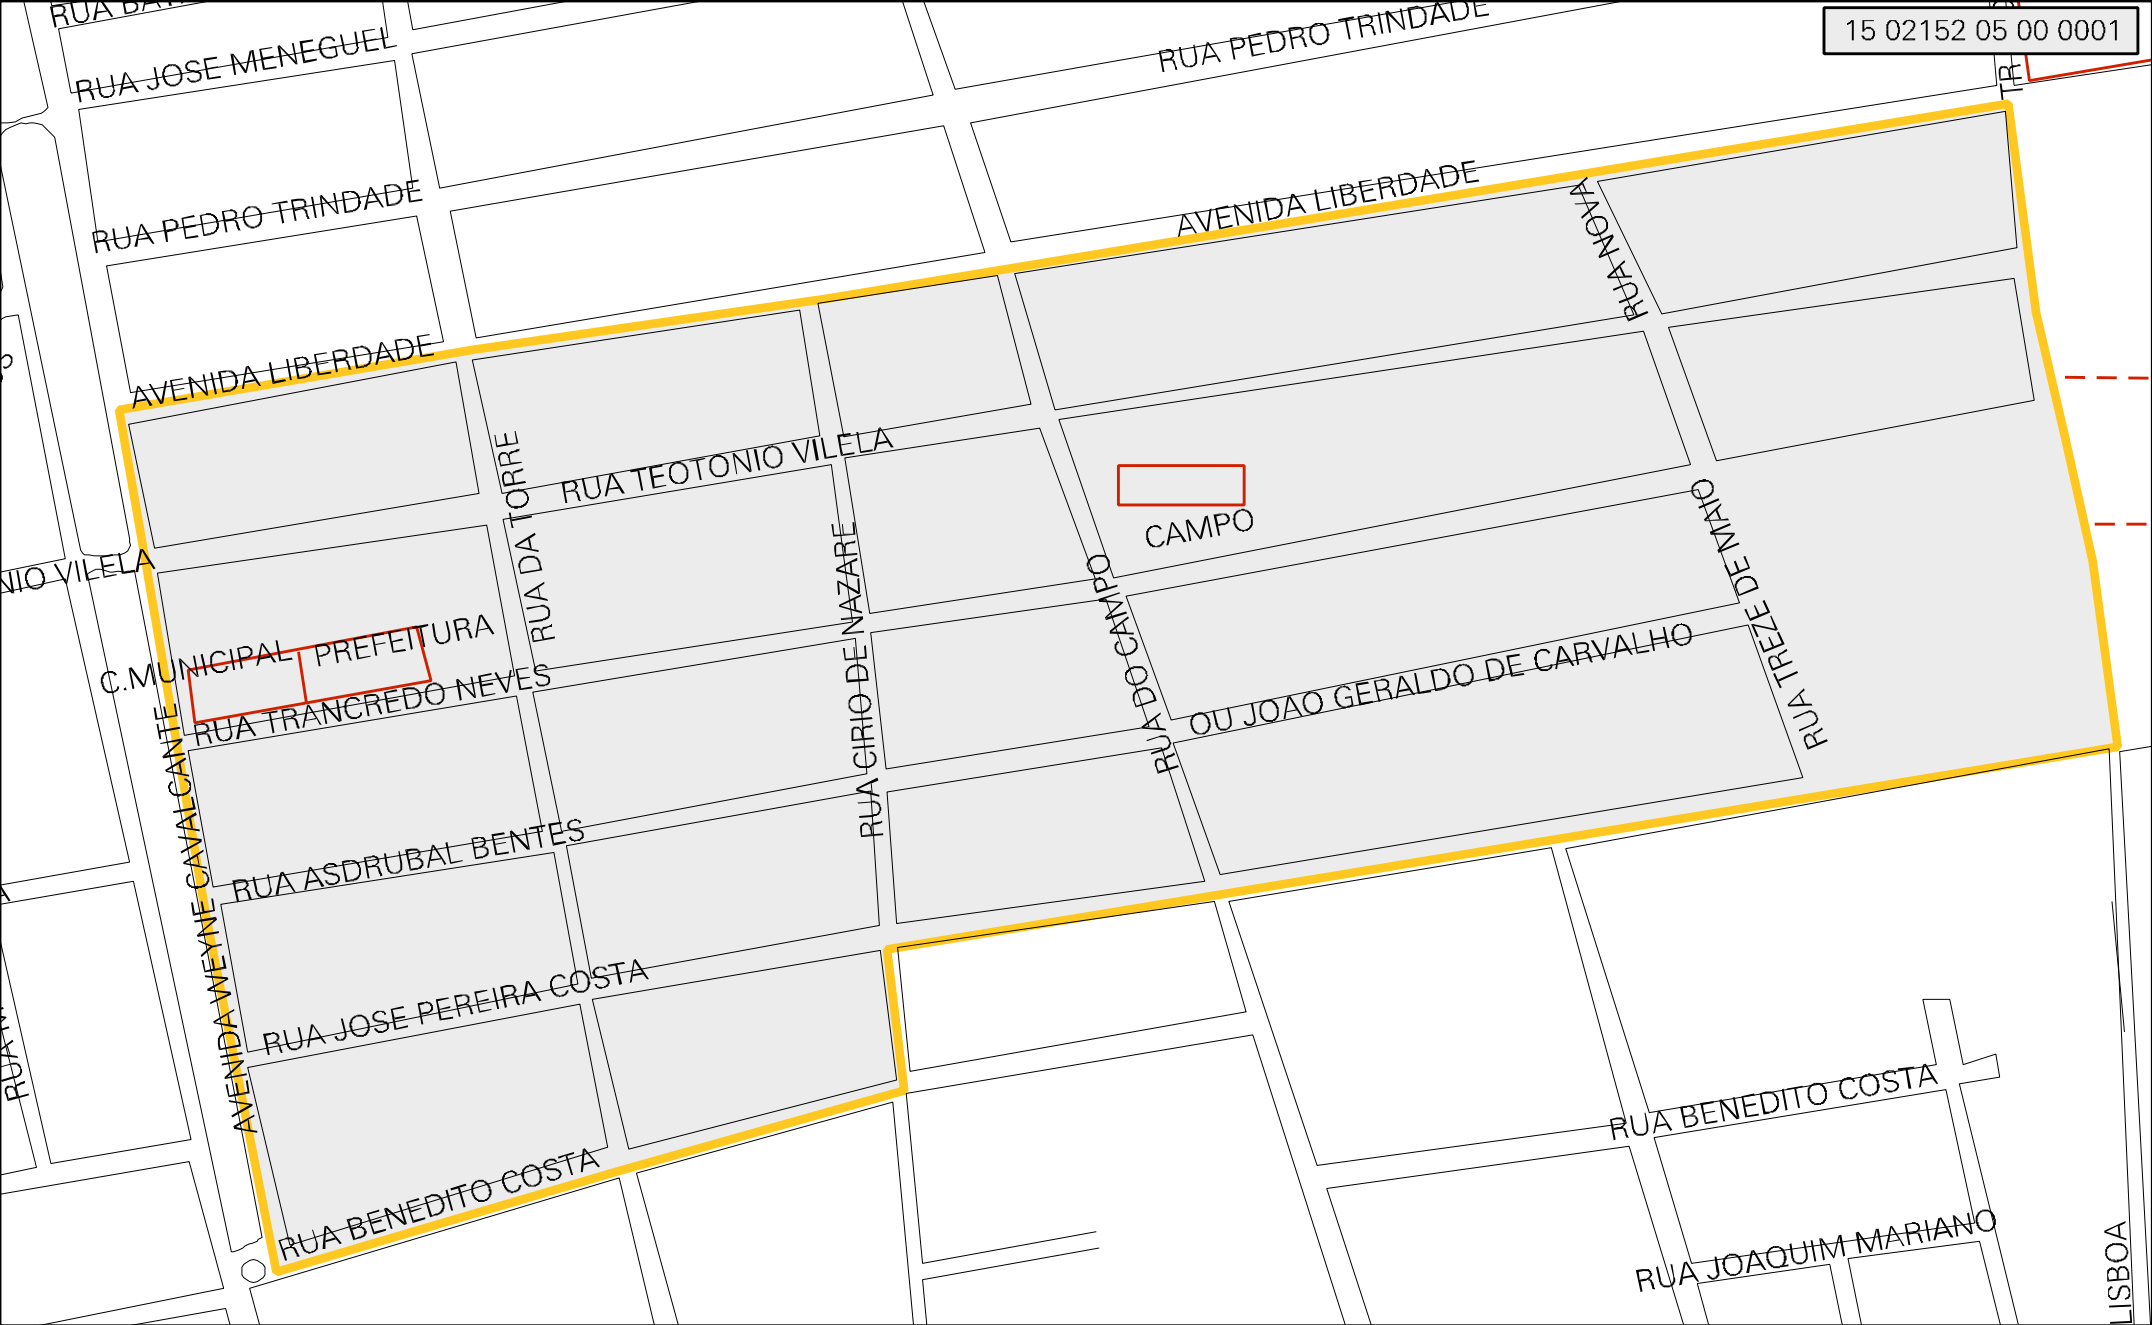 15 02152 05 00 0001
RUA JOSE MENEGUEL
RUA PEDRO TRINDADE
RUA PEDRO TRINDADE
AVENIDA LIBERDADE
AVENIDA LIBERDADE
RUA NOVA
RUA TEOTONIO VILELA
RUA DA TORRE
NIO VILELA
CAMPO
RUA CIRIO DE NAZARE
RUA DO CAMPO
RUA TREZE DE MAIO
C.MUNICIPAL
PREFEITURA
RUA TRANCREDO NEVES
OU JOAO GERALDO DE CARVALHO
AVENIDA WEYNE CAVALCANTE
RUA ASDRUBAL BENTES
RUA JOSE PEREIRA COSTA
RUA BENEDITO COSTA
RUA BENEDITO COSTA
RUA JOAQUIM MARIANO
LISBOA